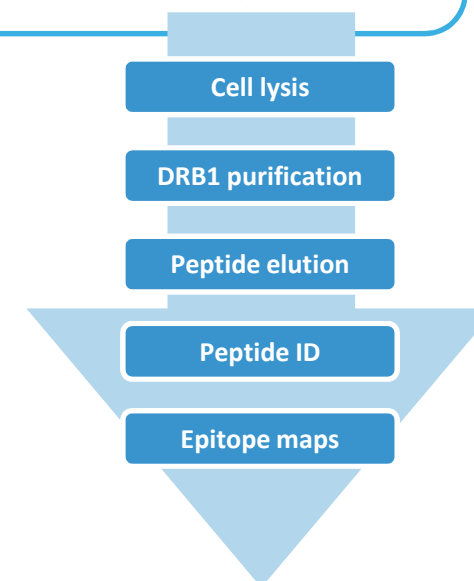 Cell lysis
DRB1 purification
Peptide elution
Peptide ID
Epitope maps